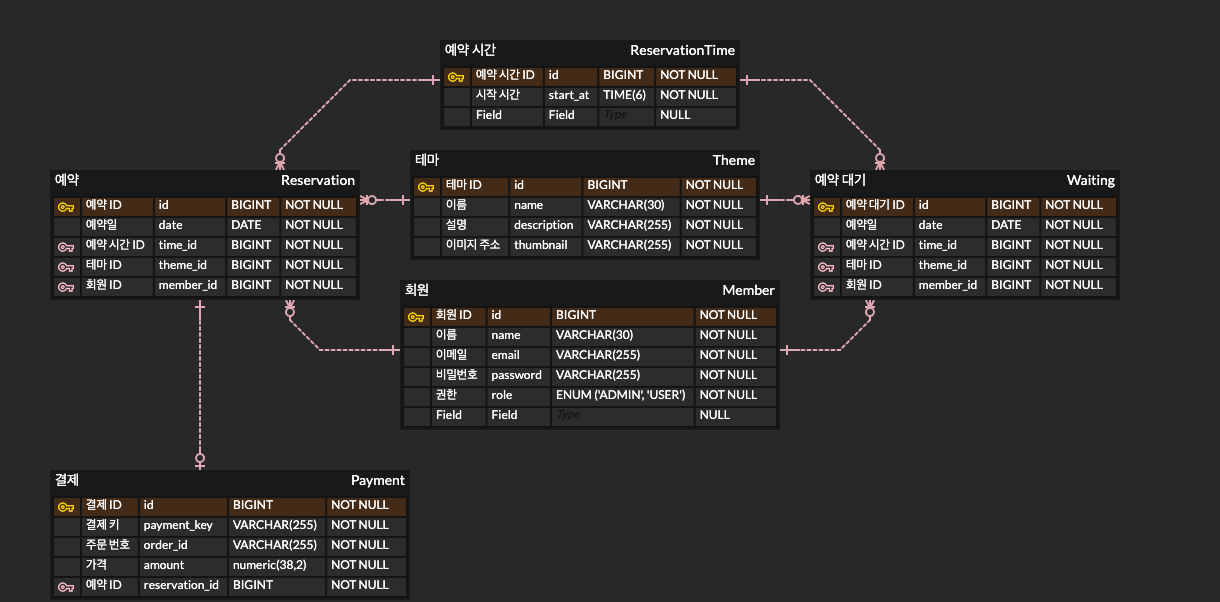 예약 시간 ReservationTime
예약 시간 ID id BIGINT NOT NULL
시작 시간 start_at TIME(6) NOT NULL
Field Field Type NULL
테마 Theme
테마 ID id BIGINT NOT NULL
이름 name VARCHAR(30) NOT NULL
설명 description VARCHAR(255) NOT NULL
이미지 주소 thumbnail VARCHAR(255) NOT NULL
예약 Reservation
예약 ID id BIGINT NOT NULL
예약일 date DATE NOT NULL
예약 시간 ID time_id BIGINT NOT NULL
테마 ID theme_id BIGINT NOT NULL
회원 ID member_id BIGINT NOT NULL
예약 대기 Waiting
예약 대기 ID id BIGINT NOT NULL
예약일 date DATE NOT NULL
예약 시간 ID time_id BIGINT NOT NULL
테마 ID theme_id BIGINT NOT NULL
회원 ID member_id BIGINT NOT NULL
회원 Member
회원 ID id BIGINT NOT NULL
이름 name VARCHAR(30) NOT NULL
이메일 email VARCHAR(255) NOT NULL
비밀번호 password VARCHAR(255) NOT NULL
권한 role ENUM ('ADMIN', 'USER') NOT NULL
Field Field Type NULL
결제 Payment
결제 ID id BIGINT NOT NULL
결제 키 payment_key VARCHAR(255) NOT NULL
주문 번호 order_id VARCHAR(255) NOT NULL
가격 amount numeric(38,2) NOT NULL
예약 ID reservation_id BIGINT NOT NULL